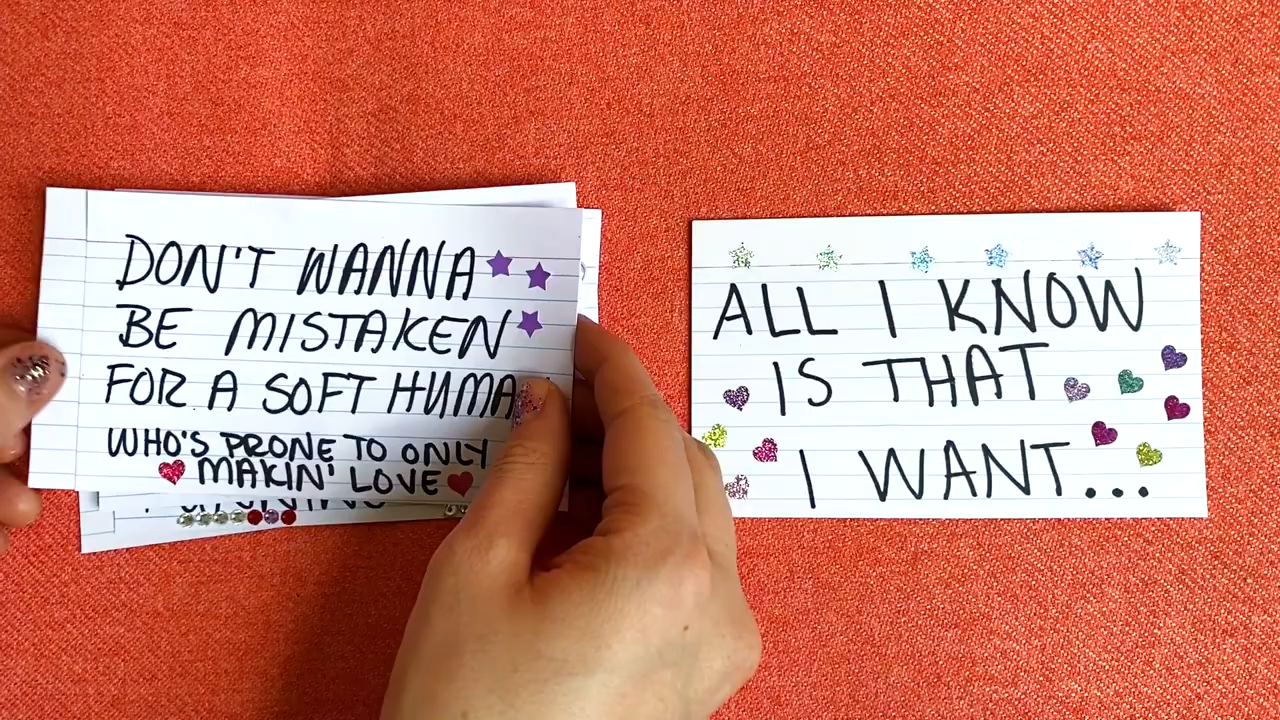 DON'T WANNA
BE MISTAKEN
FOR A SOFT HUMA
WHO'S PRONE TO ONLY
MAKIN' LOVE
ALL I KNOW
IS THAT
I WANT...